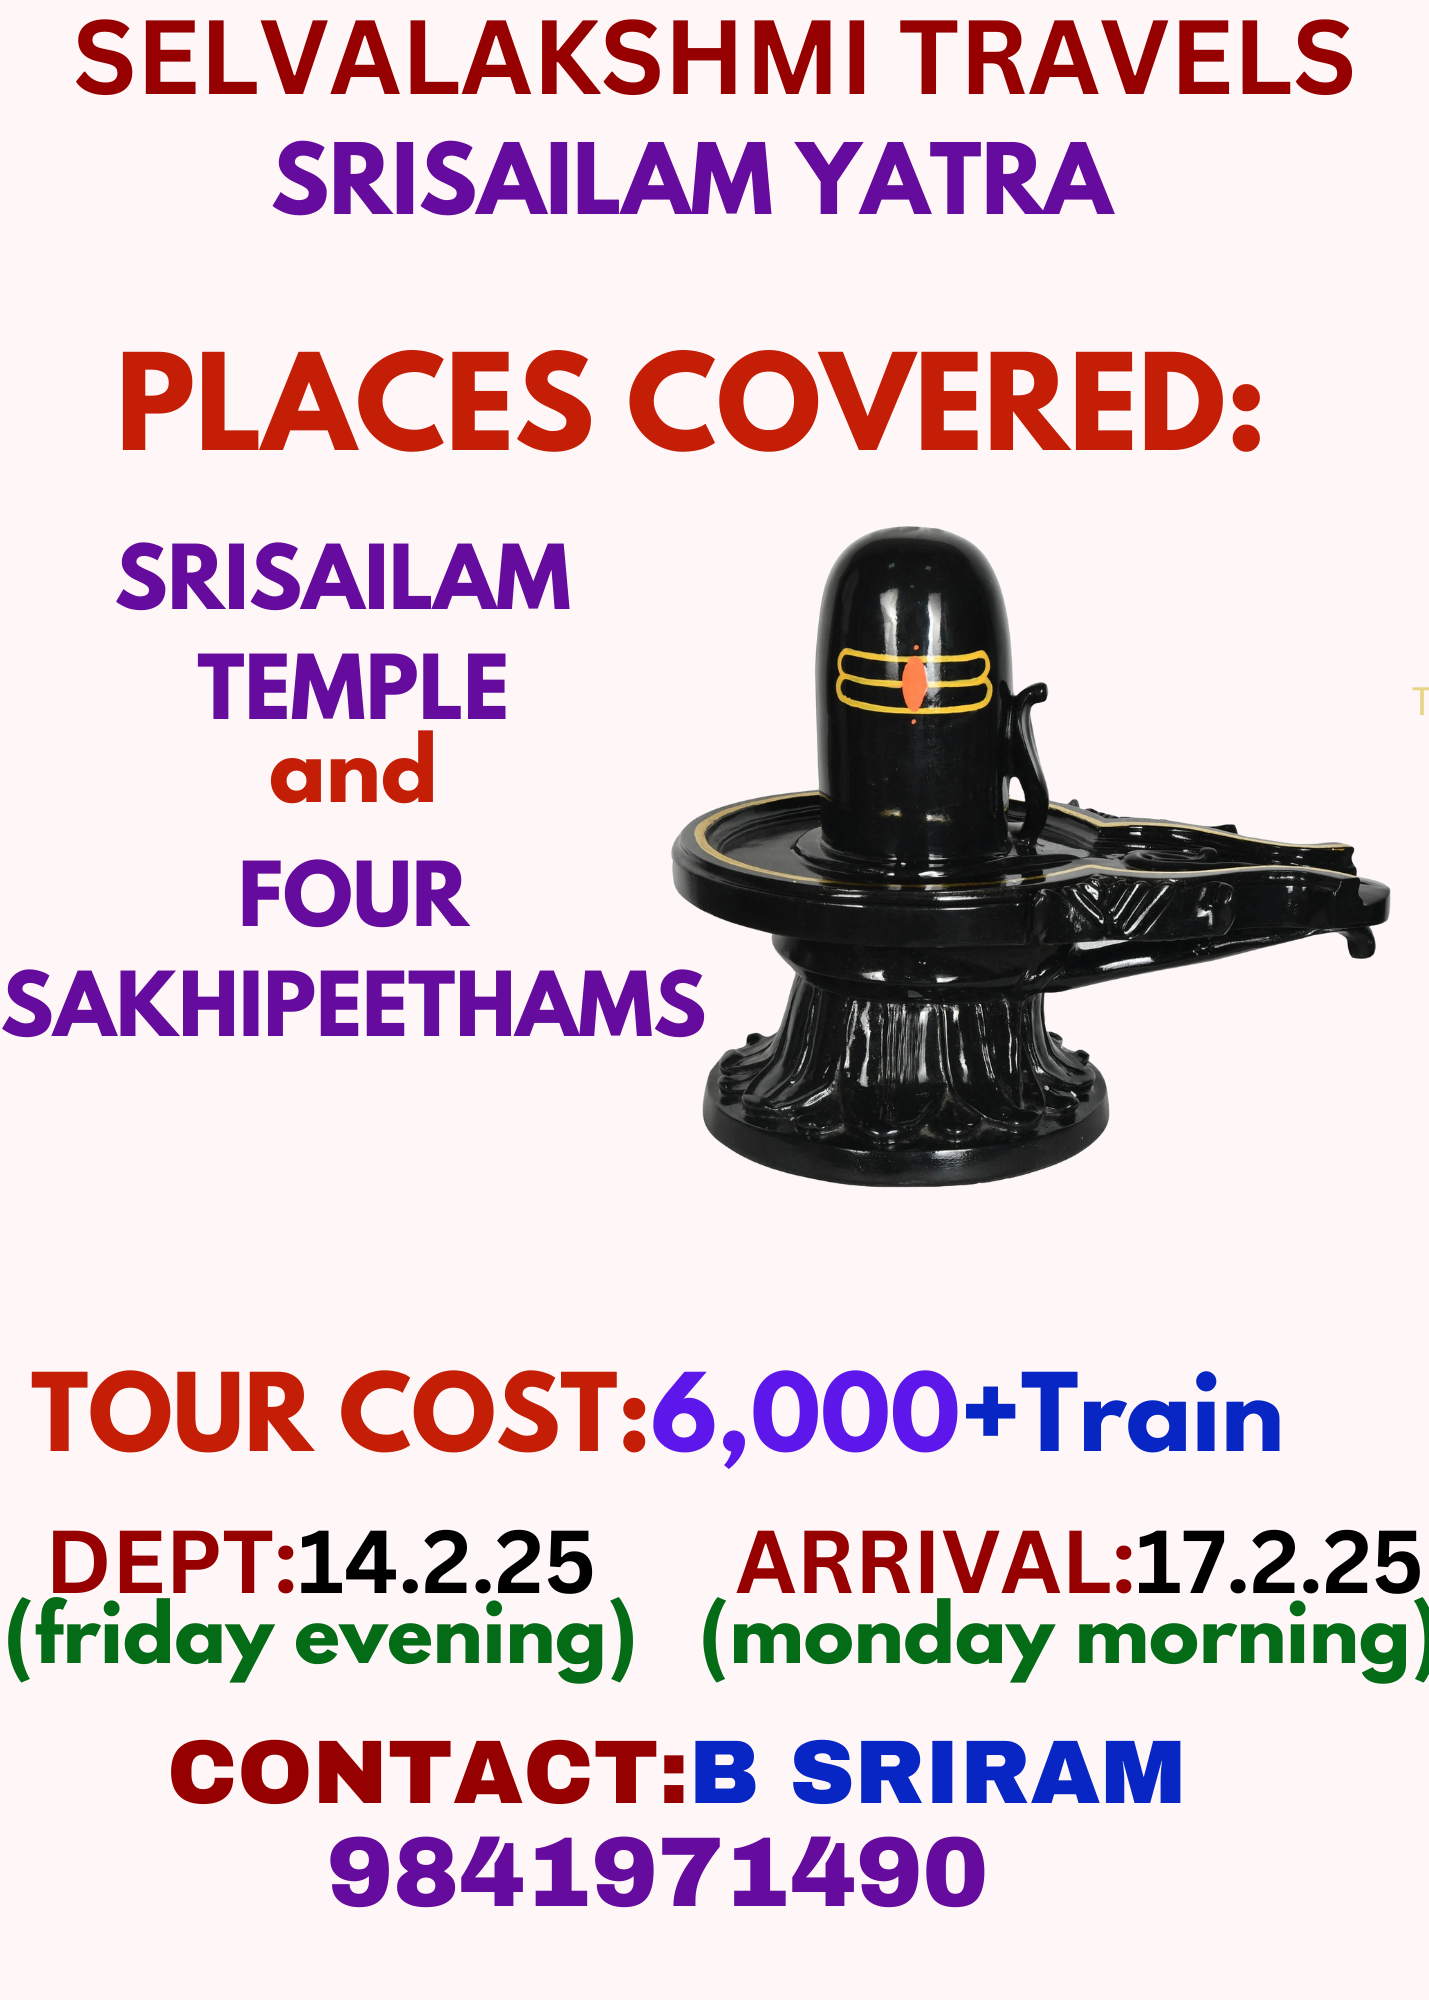 SELVALAKSHMI TRAVELS
SRISAILAM YATRA
PLACES COVERED:
SRISAILAM
TEMPLE
and
FOUR
SAKHIPEETHAMS
T
TOUR COST:6,000+Train
DEPT:14.2.25 ARRIVAL:17.2.25
(friday evening) (monday morning)
CONTACT:B SRIRAM
9841971490